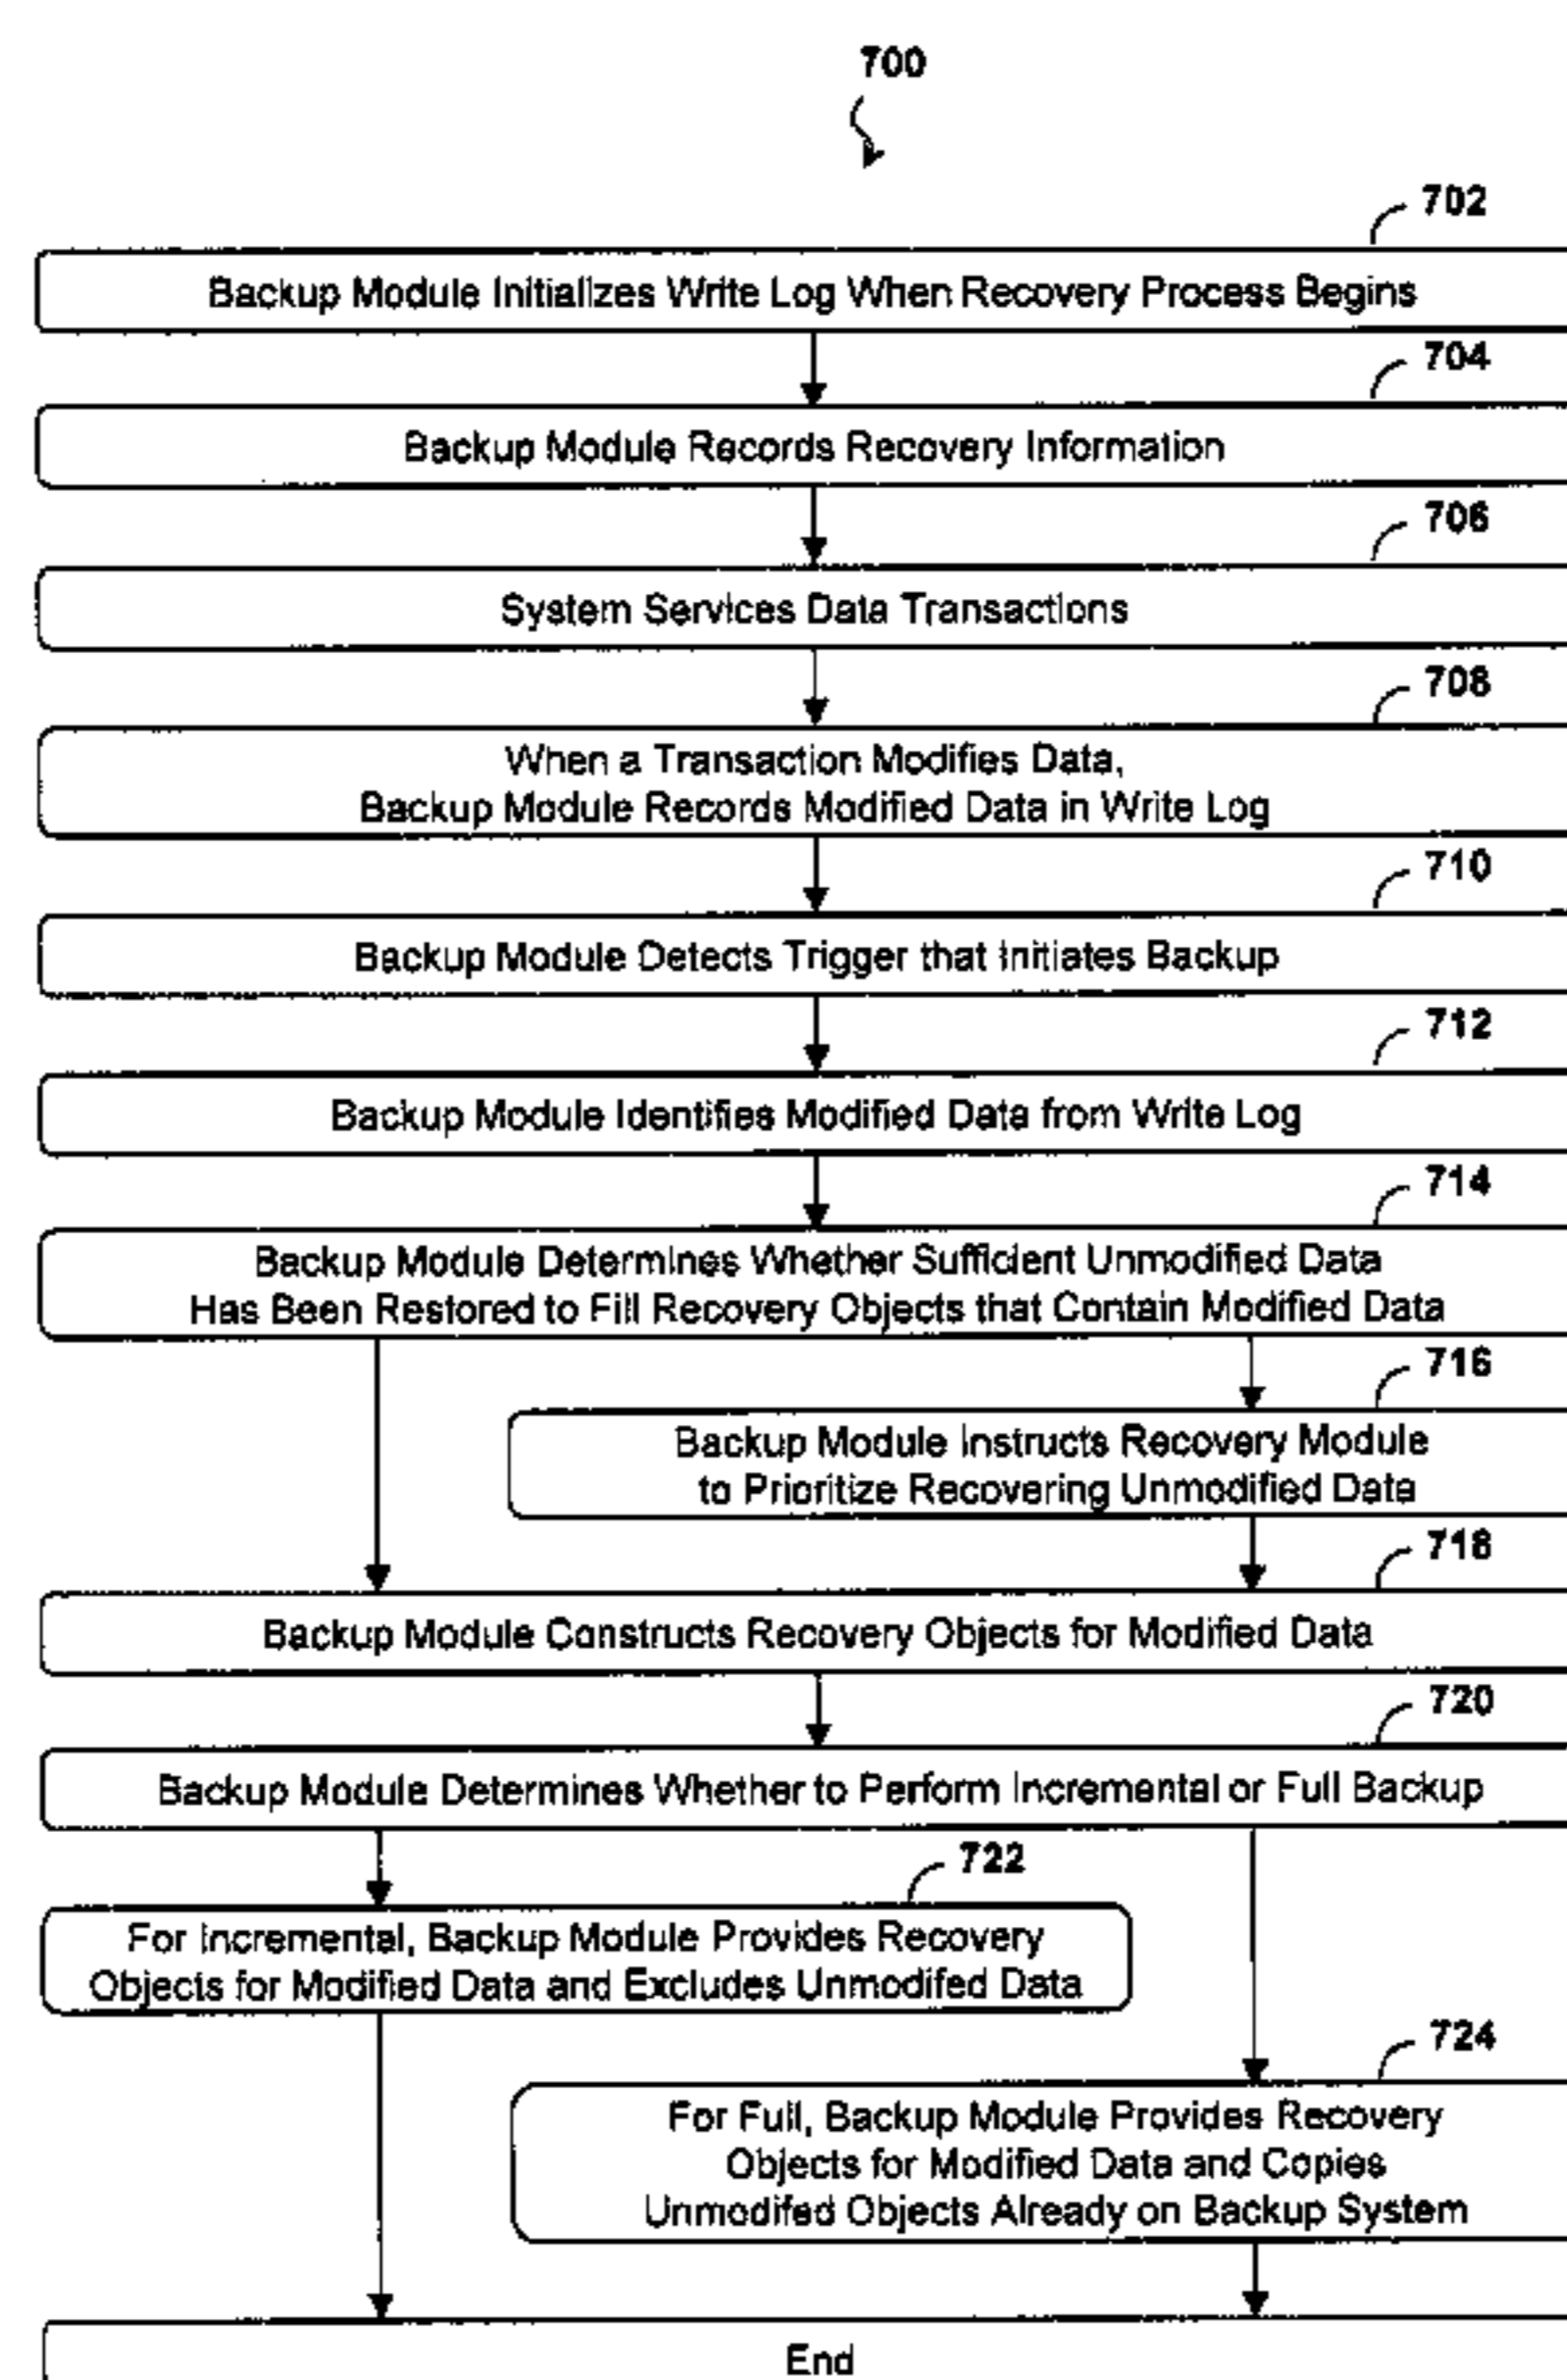 700
702
Backup Module Initializes Write Log When Recovery Process Begins
704
Backup Module Records Recovery Information
706
System Services Data Transactions
708
When a Transaction Modifies Data,
Backup Module Records Modified Data in Write Log
710
Backup Module Detects Trigger that Initiates Backup
712
Backup Module Identifies Modified Data from Write Log
714
Backup Module Determines Whether Sufficient Unmodified Data
Has Been Restored to Fill Recovery Objects that Contain Modified Data
716
Backup Module Instructs Recovery Module
to Prioritize Recovering Unmodified Data
718
Backup Module Constructs Recovery Objects for Modified Data
720
Backup Module Determines Whether to Perform Incremental or Full Backup
722
For Incremental, Backup Module Provides Recovery
Objects for Modified Data and Excludes Unmodifed Data
724
For Full, Backup Module Provides Recovery
Objects for Modified Data and Copies
Unmodifed Objects Already on Backup System
End